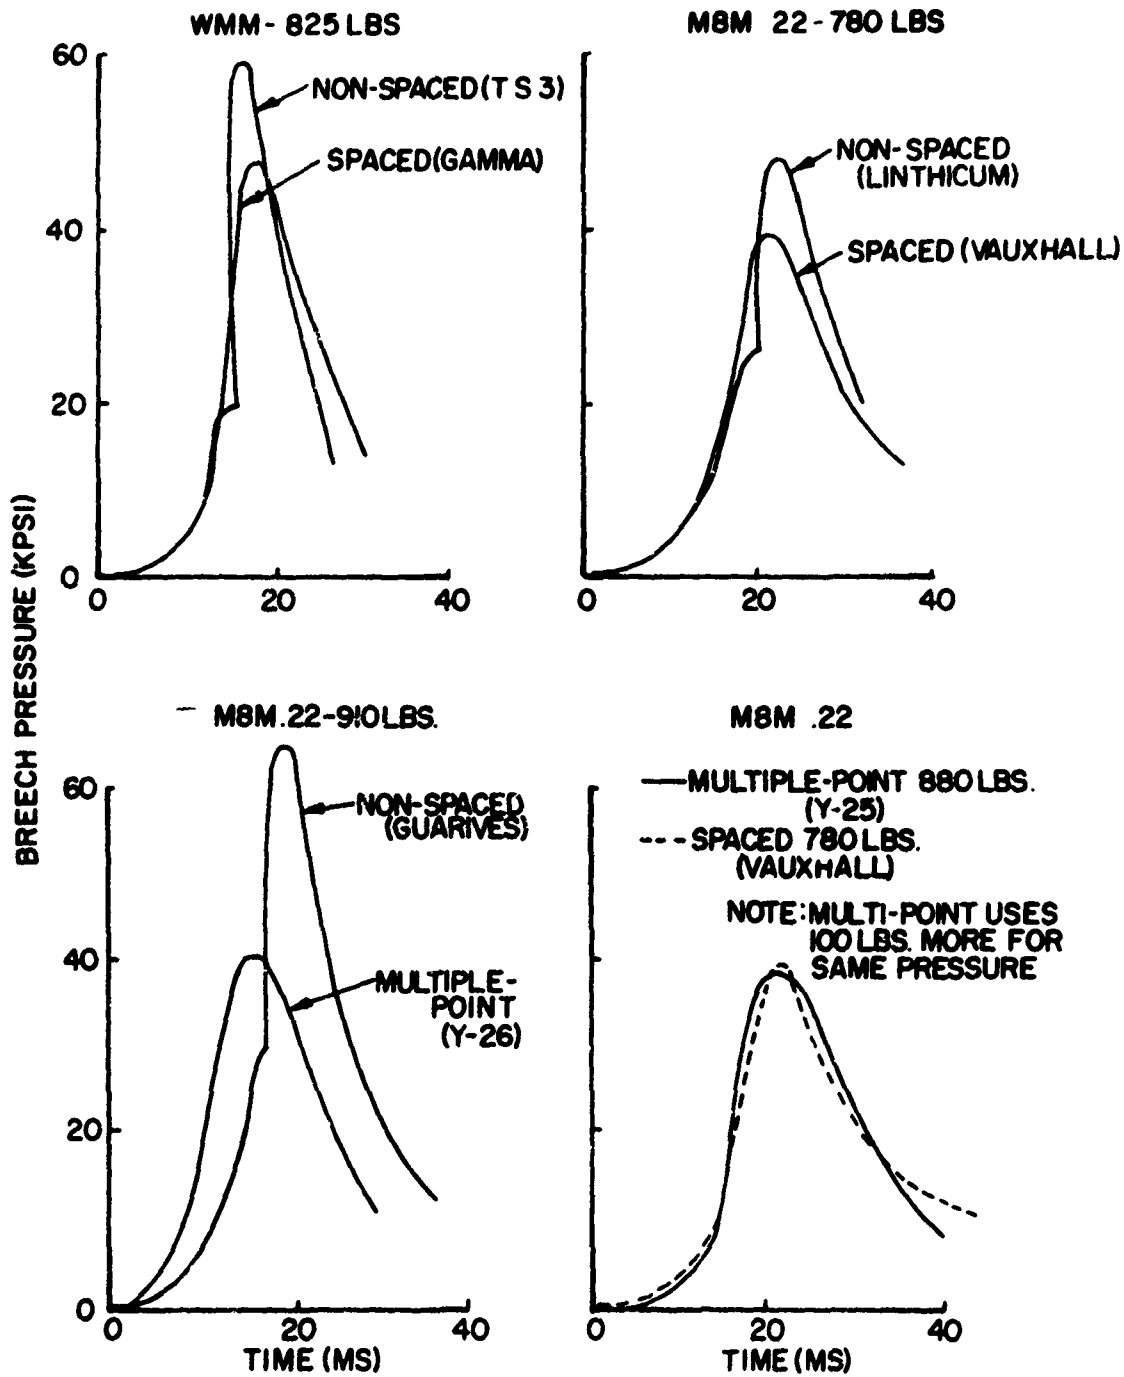 WMM- 825 LBS
60
NON-SPACED (T S 3)
SPACED (GAMMA)
40
20
0
0
20
40
M8M 22-780 LBS
NON-SPACED
(LINTHICUM)
SPACED (VAUXHALL)
0
20
40
BREECH PRESSURE (KPSI)
M8M.22-910 LBS.
60
NON-SPACED
(GUARIVES)
40
MULTIPLE-
POINT
(Y-26)
20
0
0
20
40
TIME (MS)
M8M .22
MULTIPLE-POINT 880 LBS.
(Y-25)
SPACED 780 LBS.
(VAUXHALL)
NOTE: MULTI-POINT USES
100 LBS. MORE FOR
SAME PRESSURE
0
20
40
TIME (MS)